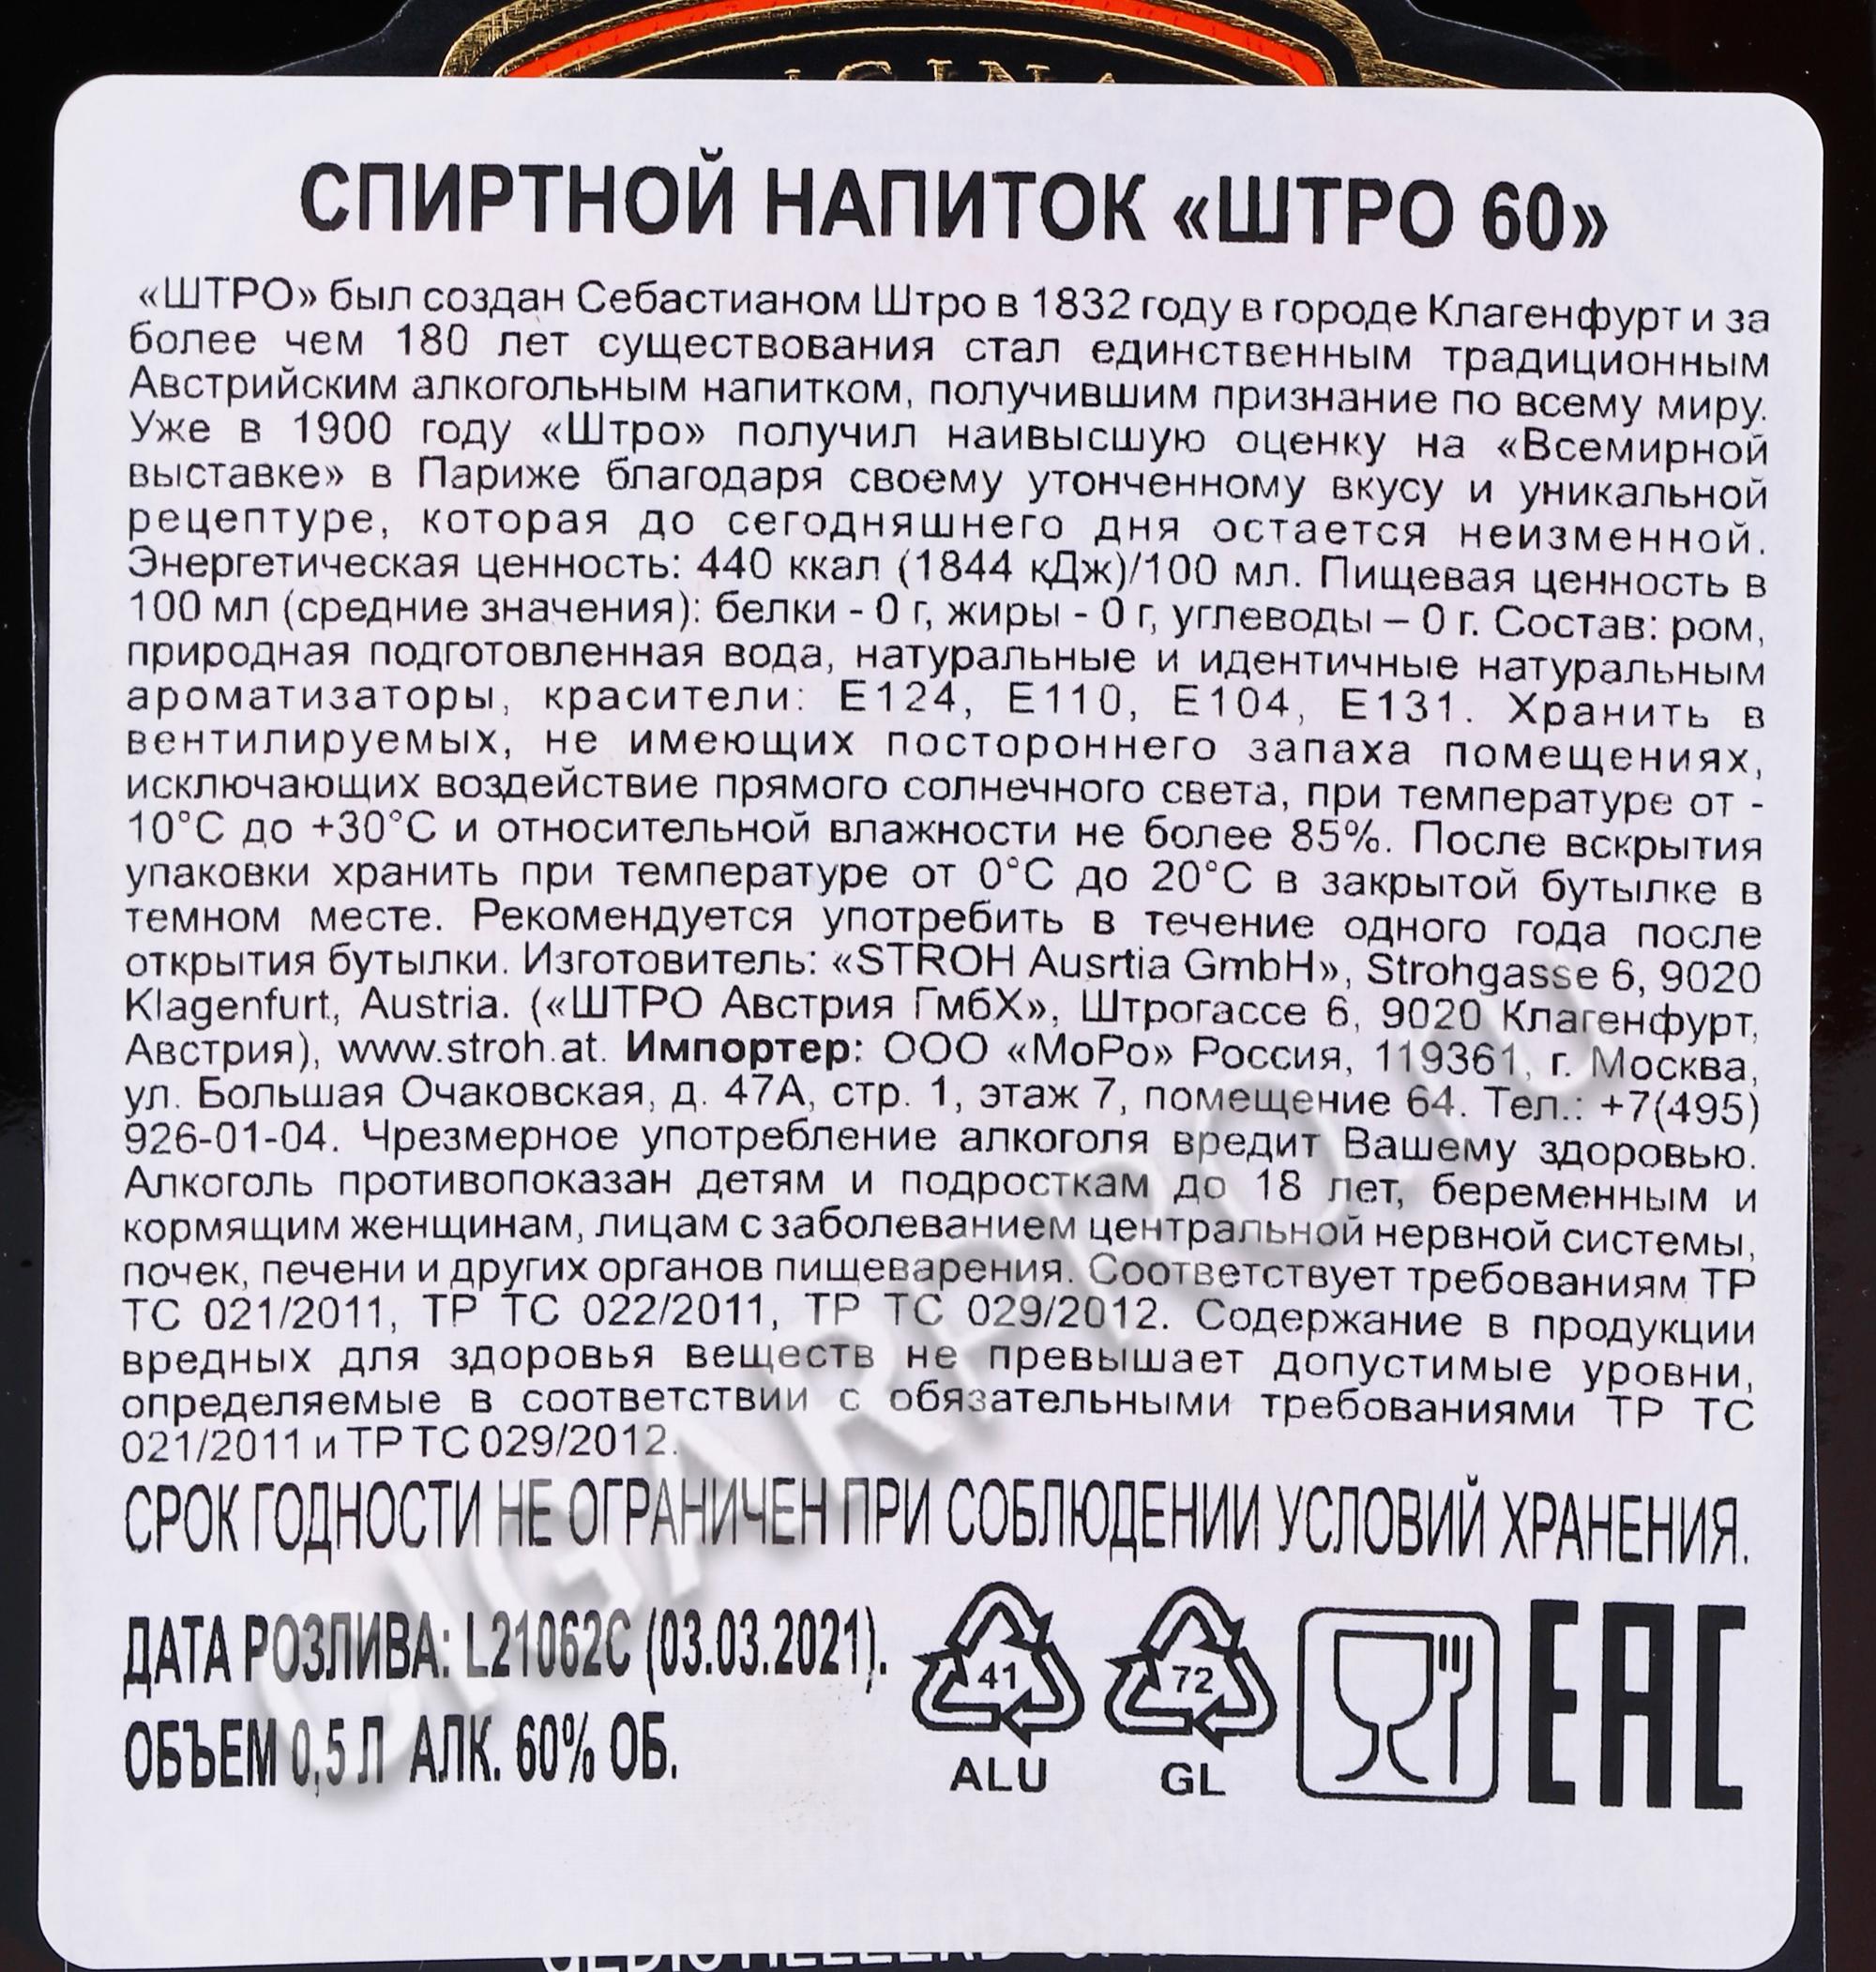 СПИРТНОЙ НАПИТОК «ШТРО 60»
«ШТРО» был создан Себастианом Штро в 1832 году в городе Клагенфурт и за
более чем 180 лет существования стал единственным традиционным
Австрийским алкогольным напитком, получившим признание по всему миру.
Уже в 1900 году «Штро» получил наивысшую оценку на «Всемирной
выставке» в Париже благодаря своему утонченному вкусу и уникальной
рецептуре, которая до сегодняшнего дня остается неизменной.
Энергетическая ценность: 440 ккал (1844 кДж)/100 мл. Пищевая ценность в
100 мл (средние значения): белки - 0 г, жиры - 0 г, углеводы – 0 г. Состав: ром,
природная подготовленная вода, натуральные и идентичные натуральным
ароматизаторы, красители: Е124, Е110, Е104, Е131. Хранить в
вентилируемых, не имеющих постороннего запаха помещениях,
исключающих воздействие прямого солнечного света, при температуре от -
10°С до +30°С и относительной влажности не более 85%. После вскрытия
упаковки хранить при температуре от 0°С до 20°С в закрытой бутылке в
темном месте. Рекомендуется употребить в течение одного года после
открытия бутылки. Изготовитель: «STROH Ausrtia GmbH», Strohgasse 6, 9020
Klagenfurt, Austria. («ШТРО Австрия ГмбХ», Штрогассе 6, 9020 Клагенфурт,
Австрия), www.stroh.at. Импортер: ООО «МоРо» Россия, 119361, г. Москва,
ул. Большая Очаковская, д. 47А, стр. 1, этаж 7, помещение 64. Тел.: +7(495)
926-01-04. Чрезмерное употребление алкоголя вредит Вашему здоровью.
Алкоголь противопоказан детям и подросткам до 18 лет, беременным и
кормящим женщинам, лицам с заболеванием центральной нервной системы,
почек, печени и других органов пищеварения. Соответствует требованиям ТР
ТС 021/2011, ТР ТС 022/2011, ТР ТС 029/2012. Содержание в продукции
вредных для здоровья веществ не превышает допустимые уровни,
определяемые в соответствии с обязательными требованиями ТР ТС
021/2011 и ТР ТС 029/2012.
СРОК ГОДНОСТИ НЕ ОГРАНИЧЕН ПРИ СОБЛЮДЕНИИ УСЛОВИЙ ХРАНЕНИЯ.
ДАТА РОЗЛИВА: L21062C (03.03.2021).
ОБЪЕМ 0,5 Л АЛК. 60% ОБ.
41
ALU
72
GL
EAC
CIGARPRO.RU